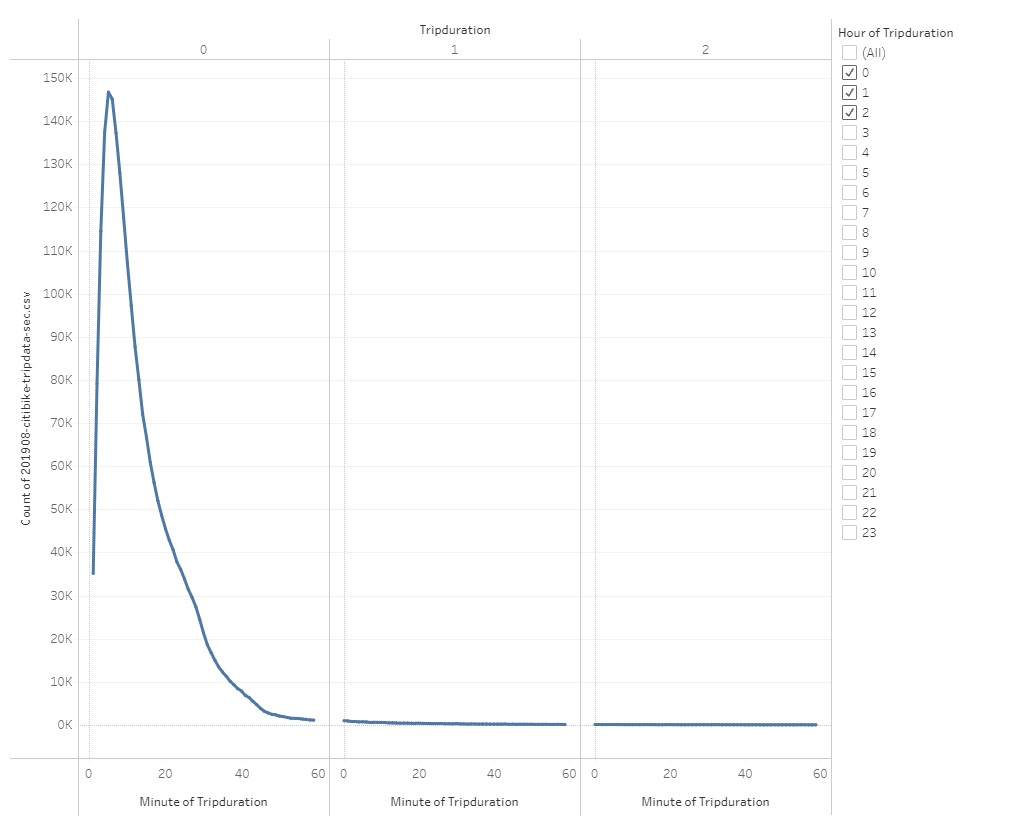 Tripduration
0 1 2
150K
140K
130K
120K
110K
100K
90K
80K
70K
60K
50K
40K
30K
20K
10K
0K
Count of 201908-citibike-tripdata-sec.csv
0 20 40 60 0 20 40 60 0 20 40 60
Minute of Tripduration Minute of Tripduration Minute of Tripduration
Hour of Tripduration
(All)
0
1
2
3
4
5
6
7
8
9
10
11
12
13
14
15
16
17
18
19
20
21
22
23